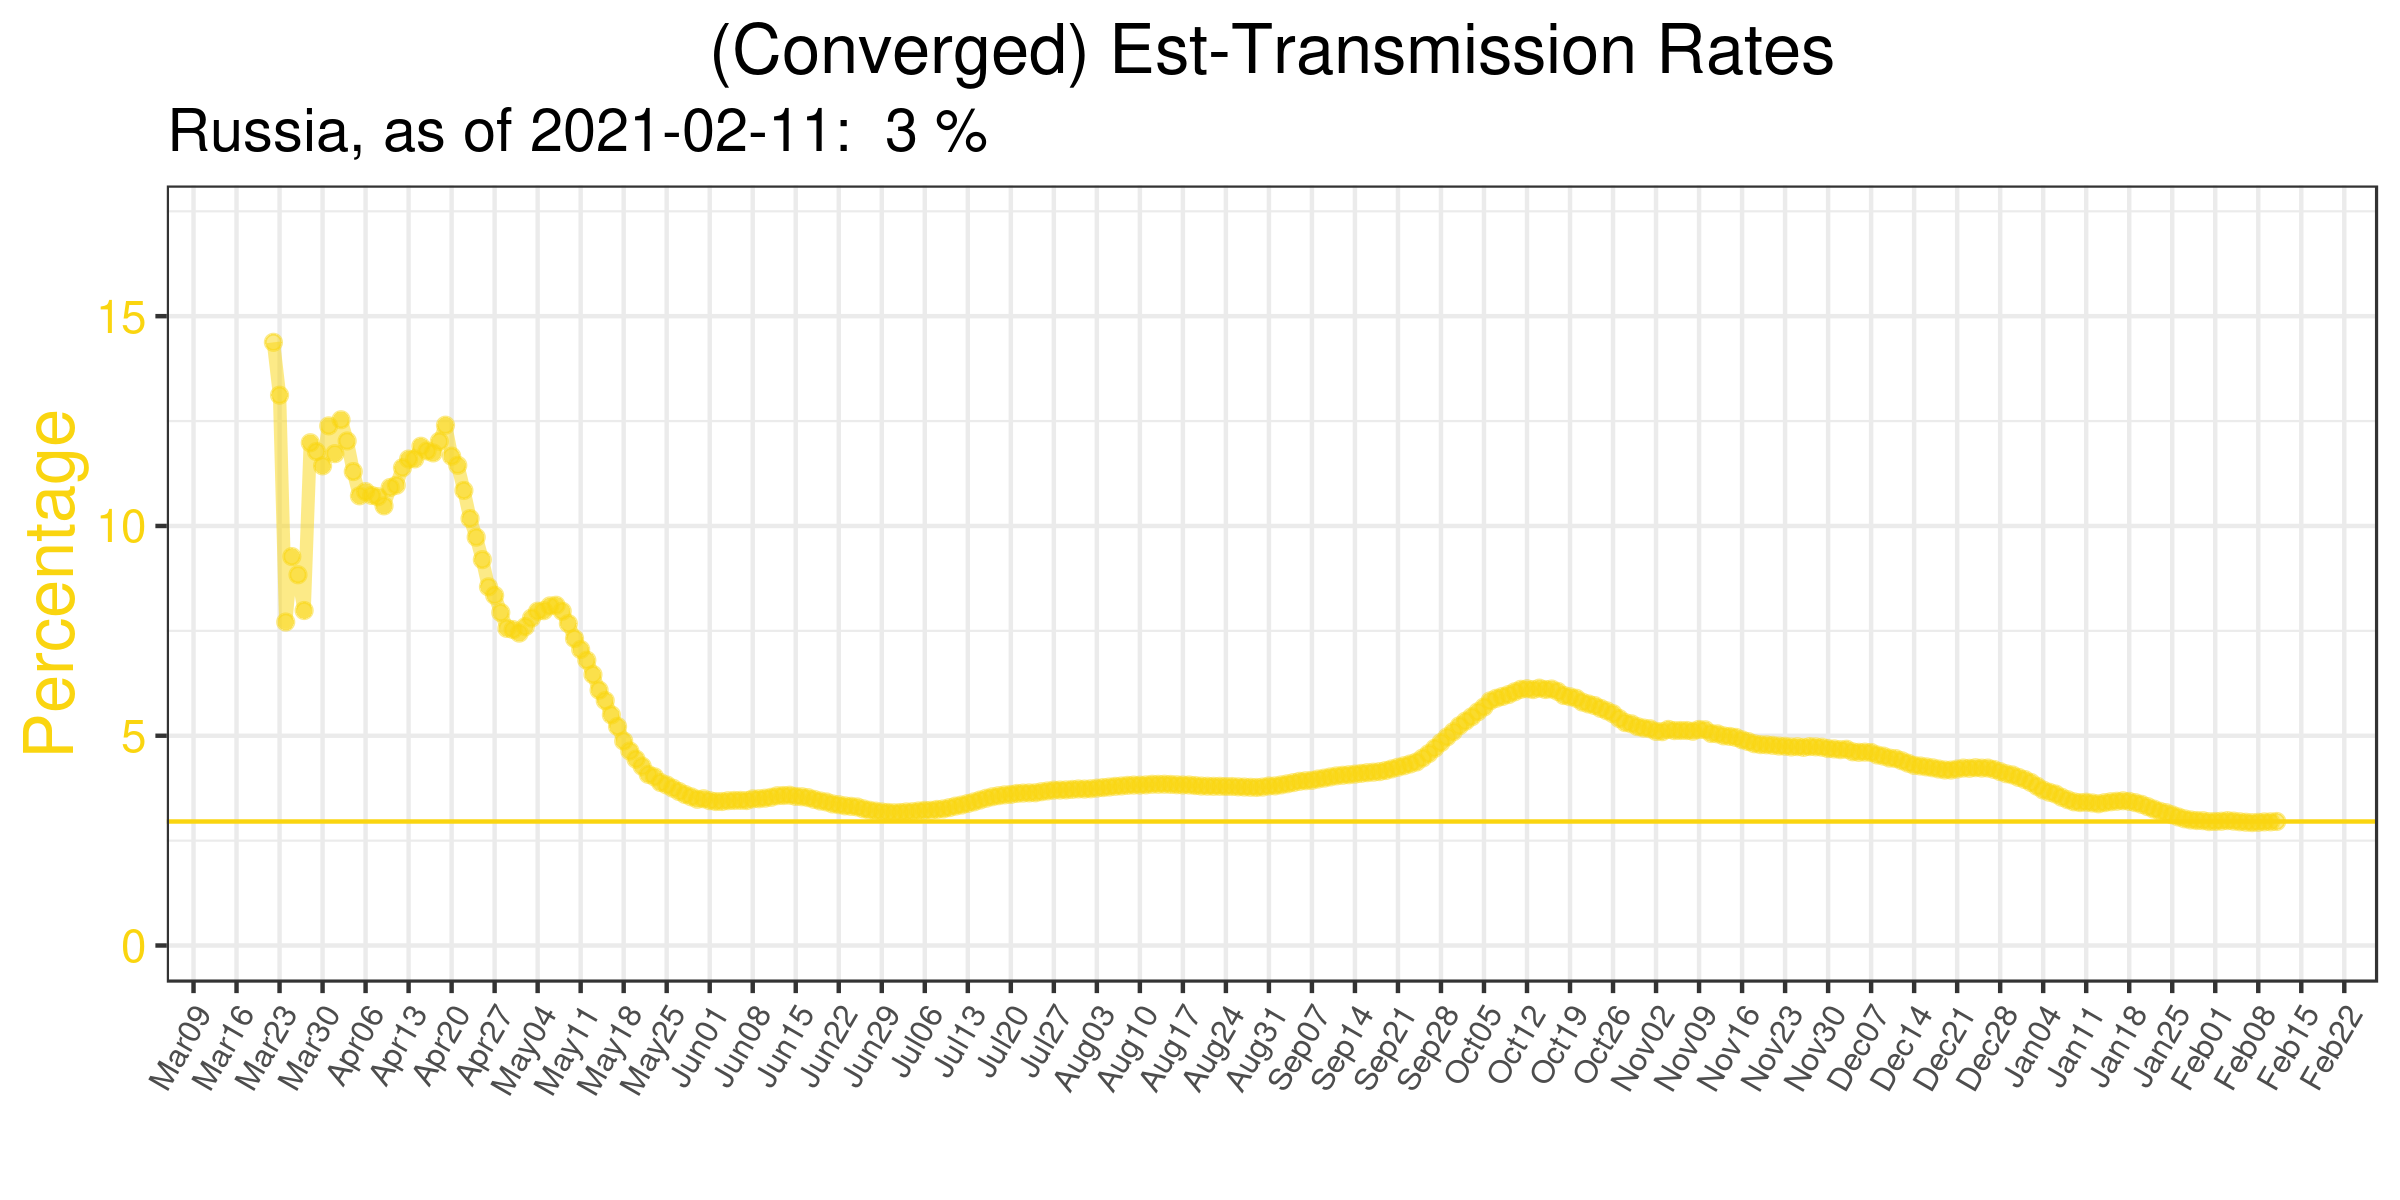 (Converged) Est-Transmission Rates
Russia, as of 2021-02-11:  3 %
Percentage
15
10
5
0
Mar09
Mar16
Mar23
Mar30
Apr06
Apr13
Apr20
Apr27
May04
May11
May18
May25
Jun01
Jun08
Jun15
Jun22
Jun29
Jul06
Jul13
Jul20
Jul27
Aug03
Aug10
Aug17
Aug24
Aug31
Sep07
Sep14
Sep21
Sep28
Oct05
Oct12
Oct19
Oct26
Nov02
Nov09
Nov16
Nov23
Nov30
Dec07
Dec14
Dec21
Dec28
Jan04
Jan11
Jan18
Jan25
Feb01
Feb08
Feb15
Feb22